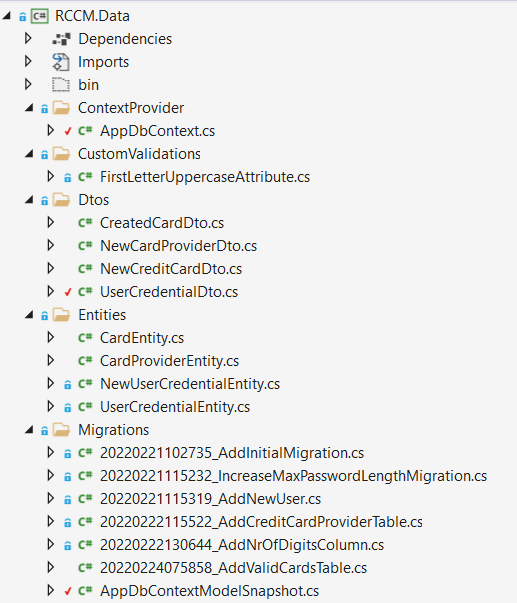 C# RCCM.Data
Dependencies
Imports
bin
ContextProvider
C# AppDbContext.cs
CustomValidations
C# FirstLetterUppercaseAttribute.cs
Dtos
C# CreatedCardDto.cs
C# NewCardProviderDto.cs
C# NewCreditCardDto.cs
C# UserCredentialDto.cs
Entities
C# CardEntity.cs
C# CardProviderEntity.cs
C# NewUserCredentialEntity.cs
C# UserCredentialEntity.cs
Migrations
C# 20220221102735_AddInitialMigration.cs
C# 20220221115232_IncreaseMaxPasswordLengthMigration.cs
C# 20220221115319_AddNewUser.cs
C# 20220222115522_AddCreditCardProviderTable.cs
C# 20220222130644_AddNrOfDigitsColumn.cs
C# 20220224075858_AddValidCardsTable.cs
C# AppDbContextModelSnapshot.cs